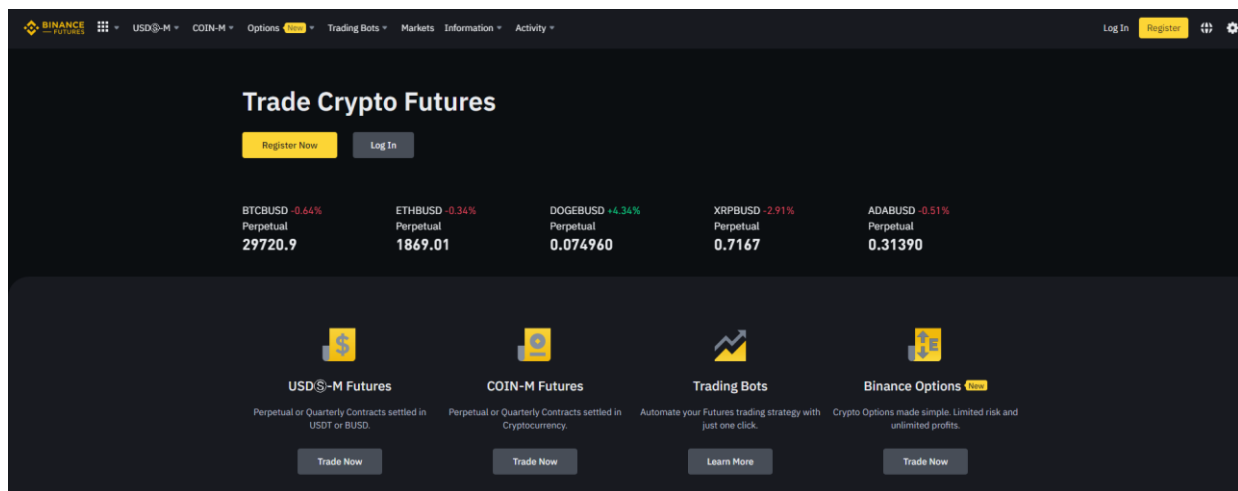 BINANCE USDⓈ-M COIN-M Options New Trading Bots Markets Information Activity Log In Register
FUTURES
Trade Crypto Futures
Register Now Log In
BTCBUSD -0.64% ETHBUSD -0.34% DOGEBUSD +4.34% XRPBUSD -2.91% ADABUSD -0.51%
Perpetual Perpetual Perpetual Perpetual Perpetual
29720.9 1869.01 0.074960 0.7167 0.31390
USDⓈ-M Futures COIN-M Futures Trading Bots Binance Options New
Perpetual or Quarterly Contracts settled in Perpetual or Quarterly Contracts settled in Automate your Futures trading strategy with Crypto Options made simple. Limited risk and
USDT or BUSD. Cryptocurrency. just one click. unlimited profits.
Trade Now Trade Now Learn More Trade Now